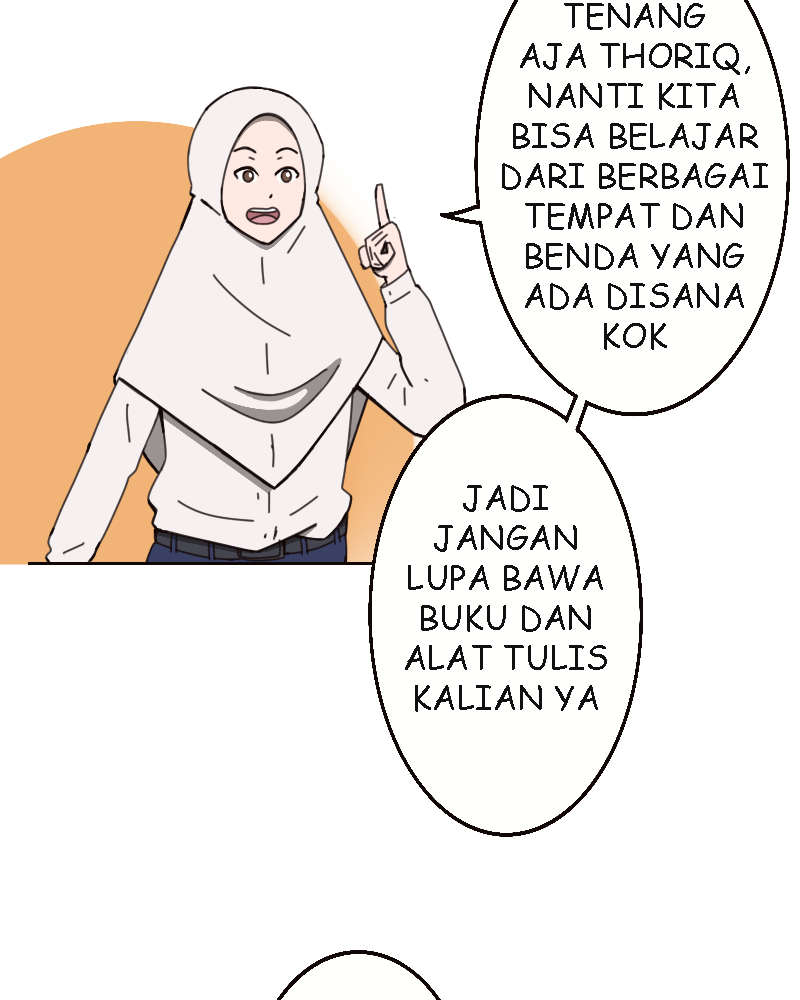 TENANG
AJA THORIQ,
NANTI KITA
BISA BELAJAR
DARI BERBAGAI
TEMPAT DAN
BENDA YANG
ADA DISANA
KOK
JADI
JANGAN
LUPA BAWA
BUKU DAN
ALAT TULIS
KALIAN YA